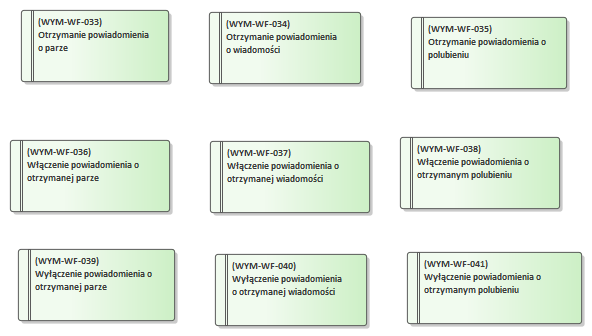 (WYM-WF-033)
Otrzymanie powiadomienia
o parze
(WYM-WF-034)
Otrzymanie powiadomienia
o wiadomości
(WYM-WF-035)
Otrzymanie powiadomienia o
polubieniu
(WYM-WF-036)
Włączenie powiadomienia o
otrzymanej parze
(WYM-WF-037)
Włączenie powiadomienia o
otrzymanej wiadomości
(WYM-WF-038)
Włączenie powiadomienia o
otrzymanym polubieniu
(WYM-WF-039)
Wyłączenie powiadomienia o
otrzymanej parze
(WYM-WF-040)
Wyłączenie powiadomienia
o otrzymanej wiadomości
(WYM-WF-041)
Wyłączenie powiadomienia o
otrzymanym polubieniu